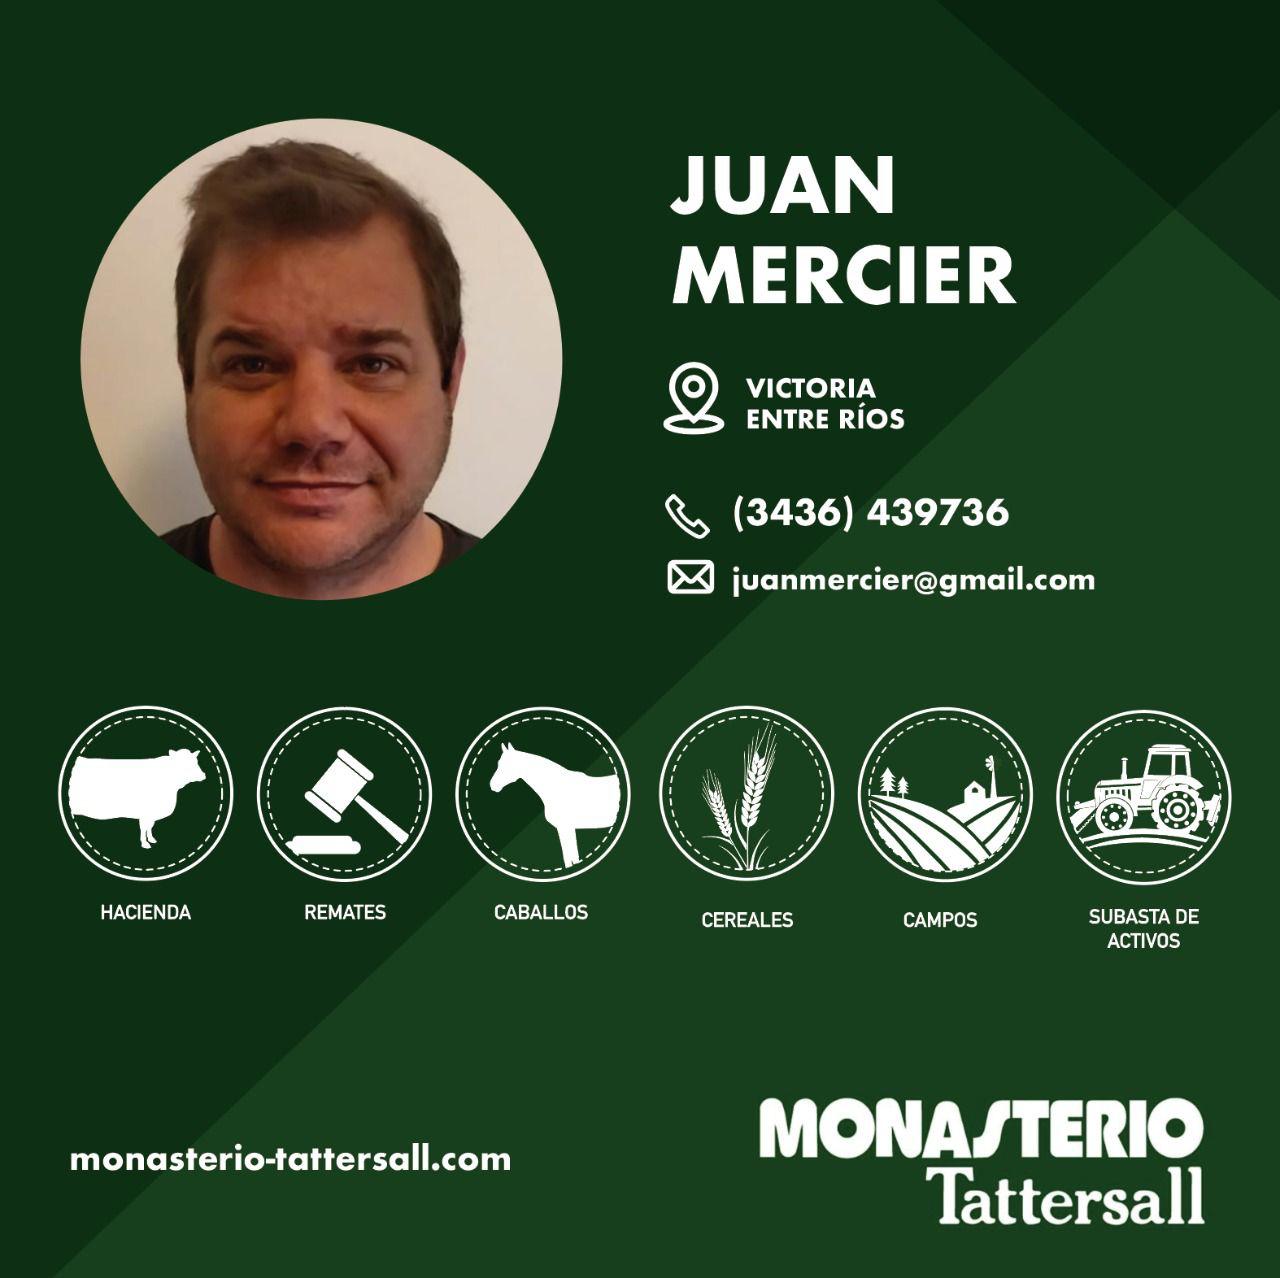 JUAN
MERCIER
VICTORIA
ENTRE RÍOS
(3436) 439736
juanmercier@gmail.com
HACIENDA
REMATES
CABALLOS
CEREALES
CAMPOS
SUBASTA DE
ACTIVOS
monasterio-tattersall.com
MONASTERIO
Tattersall